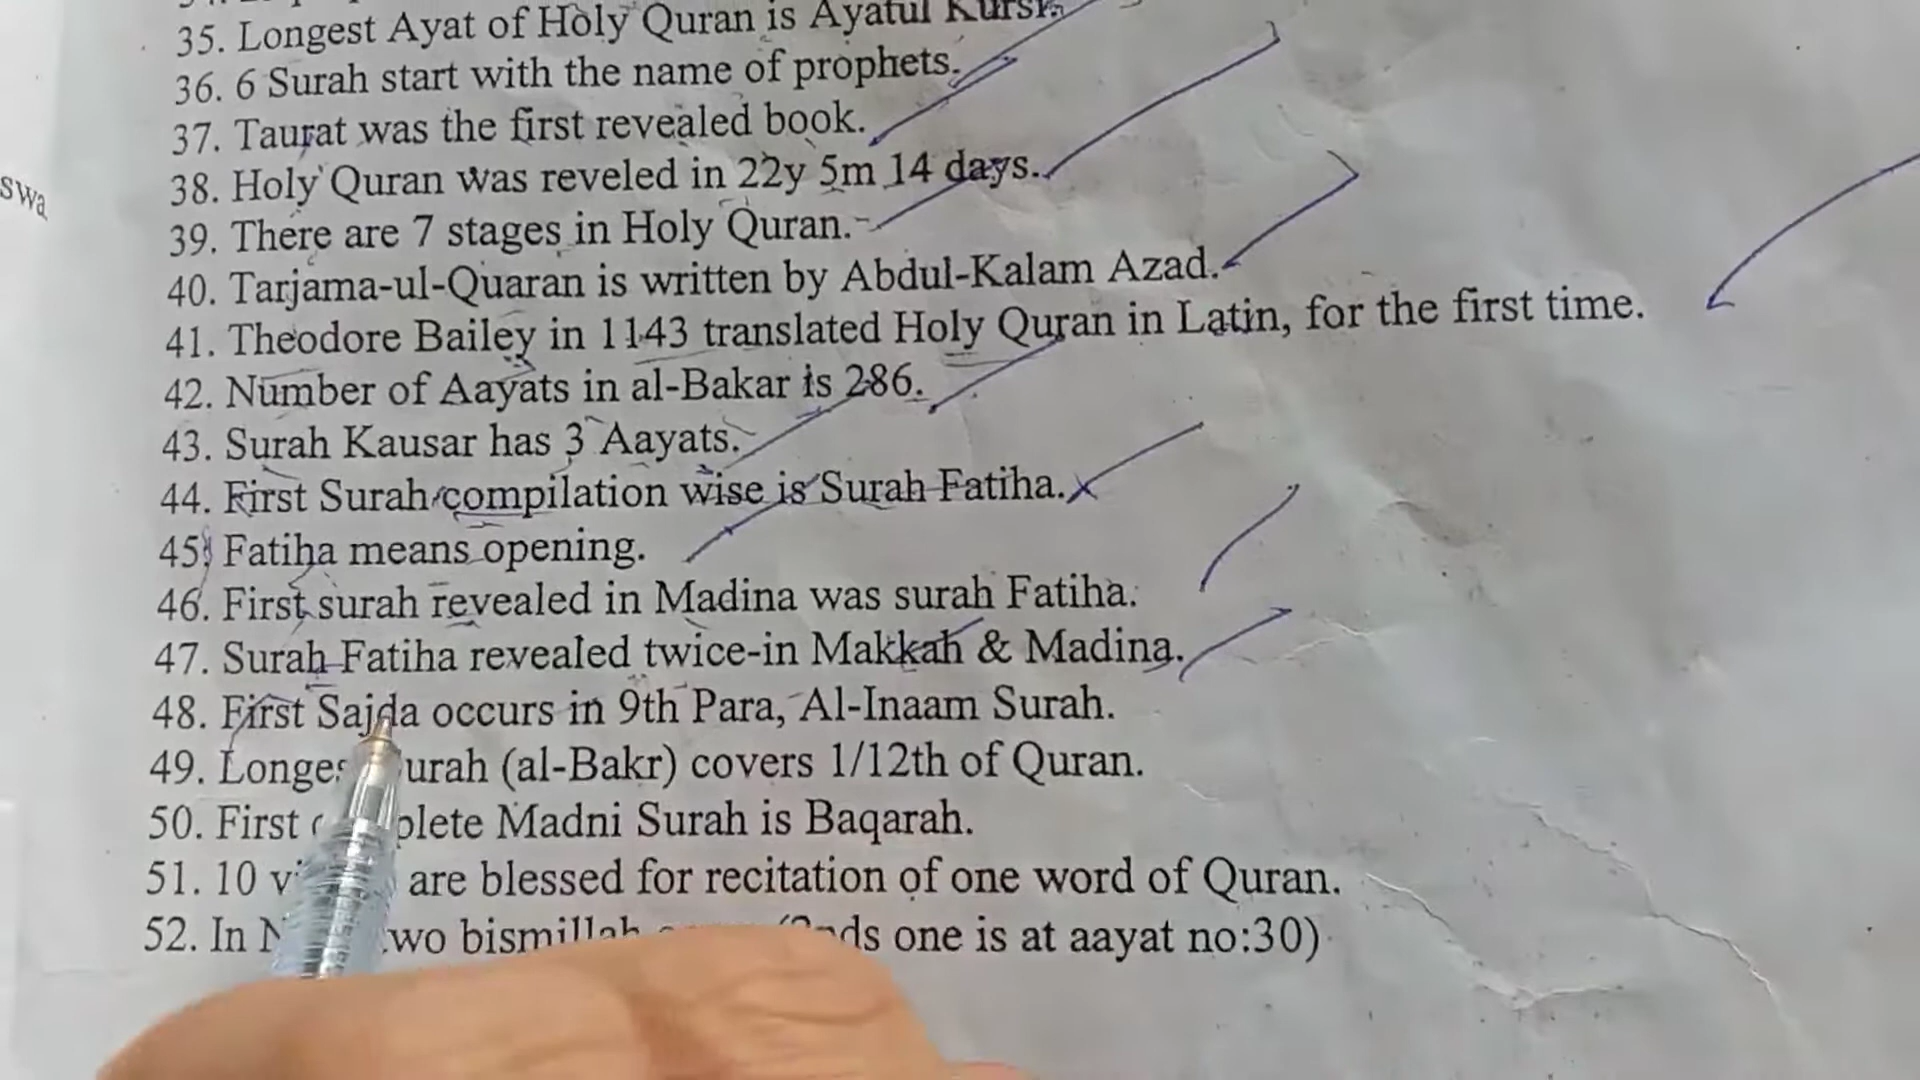 35. Longest Ayat of Holy Quran is Ayatul Kursi.
36. 6 Surah start with the name of prophets.
37. Taurat was the first revealed book.
swa
38. Holy Quran was reveled in 22y 5m 14 days.
39. There are 7 stages in Holy Quran.
40. Tarjama-ul-Quaran is written by Abdul-Kalam Azad.
41. Theodore Bailey in 1143 translated Holy Quran in Latin, for the first time.
42. Number of Aayats in al-Bakar is 286.
43. Surah Kausar has 3 Aayats.
44. First Surah compilation wise is Surah Fatiha.
45. Fatiha means opening.
46. First surah revealed in Madina was surah Fatiha.
47. Surah Fatiha revealed twice-in Makkah & Madina.
48. First Sajda occurs in 9th Para, Al-Inaam Surah.
49. Longes urah (al-Bakr) covers 1/12th of Quran.
50. First plete Madni Surah is Baqarah.
51. 10 are blessed for recitation of one word of Quran.
52. In wo bismillah ds one is at aayat no:30)